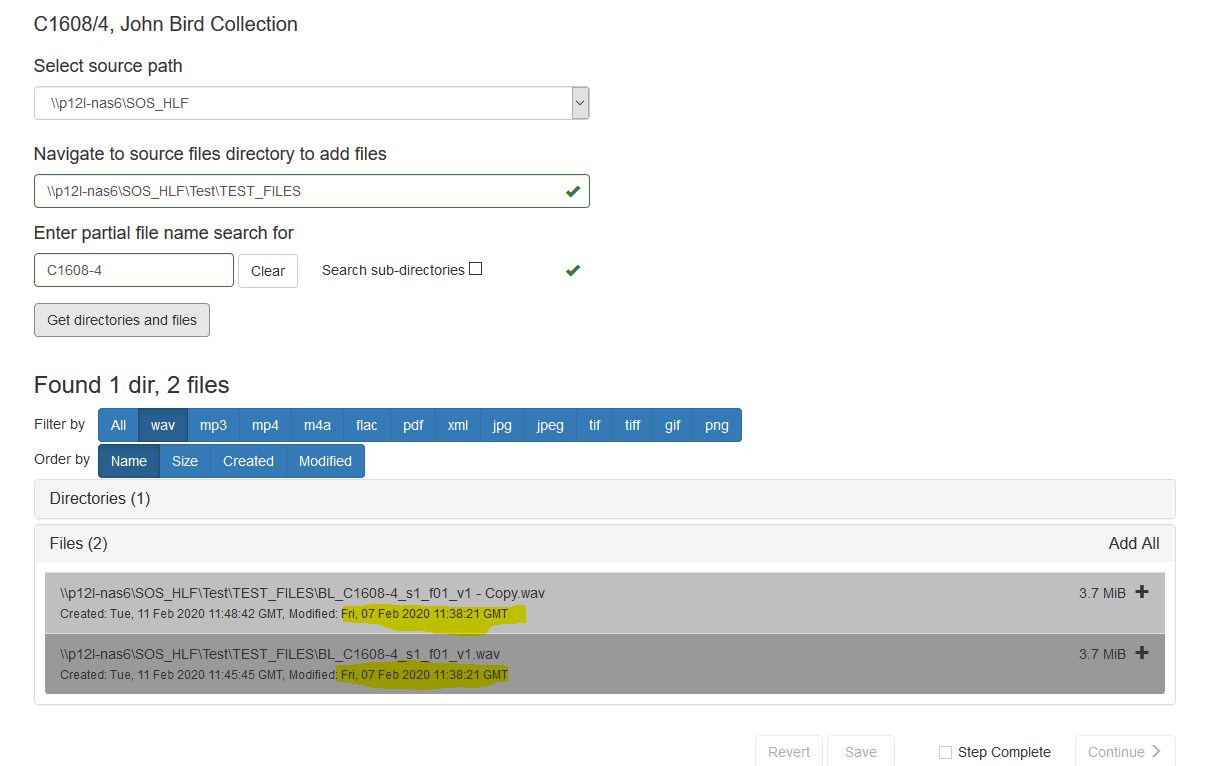 C1608/4, John Bird Collection
Select source path
\\p12l-nas6\SOS_HLF
Navigate to source files directory to add files
\\p12l-nas6\SOS_HLF\Test\TEST_FILES
Enter partial file name search for
C1608-4 Clear Search sub-directories
Get directories and files
Found 1 dir, 2 files
Filter by All wav mp3 mp4 m4a flac pdf xml jpg jpeg tif tiff gif png
Order by Name Size Created Modified
Directories (1)
Files (2) Add All
\\p12l-nas6\SOS_HLF\Test\TEST_FILES\BL_C1608-4_s1_f01_v1 - Copy.wav 3.7 MiB
Created: Tue, 11 Feb 2020 11:48:42 GMT, Modified: Fri, 07 Feb 2020 11:38:21 GMT
\\p12l-nas6\SOS_HLF\Test\TEST_FILES\BL_C1608-4_s1_f01_v1.wav 3.7 MiB
Created: Tue, 11 Feb 2020 11:45:45 GMT, Modified: Fri, 07 Feb 2020 11:38:21 GMT
Revert Save Step Complete Continue